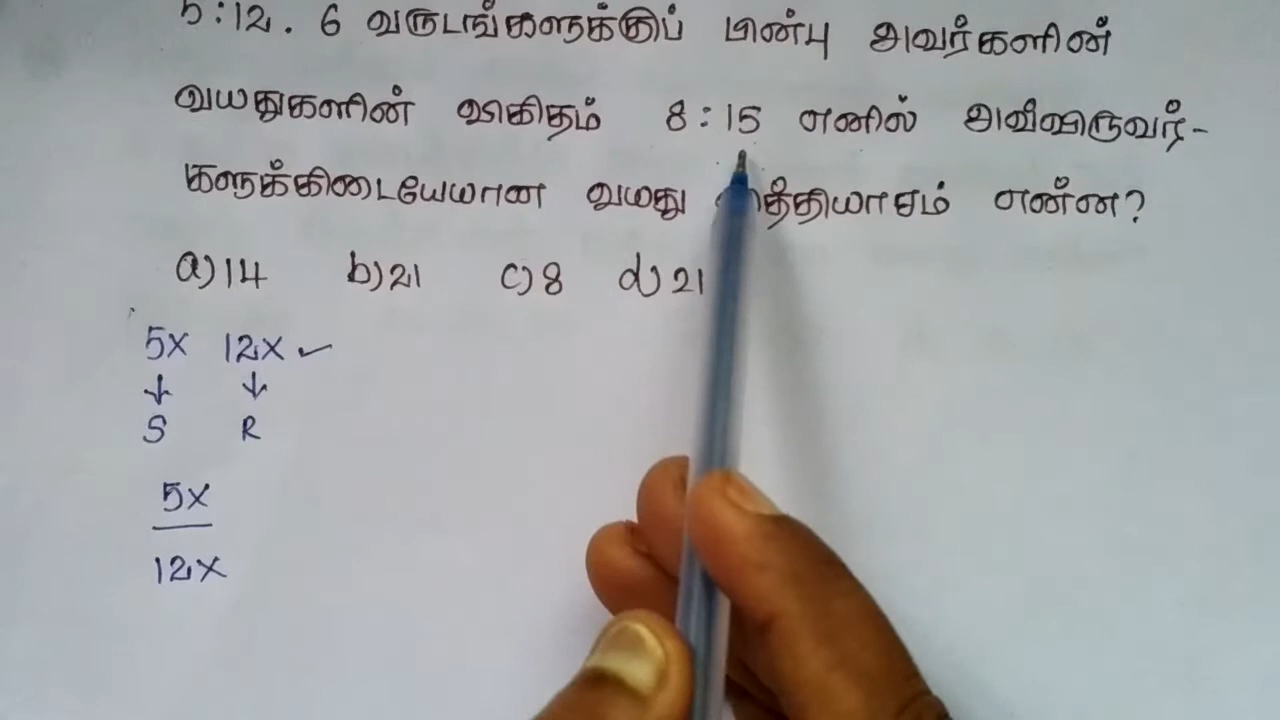 5:12. 6 வருடங்களுக்குப் பின்பு அவர்களின்
வயதுகளின் விகிதம் 8:15 எனில் அவ்விருவர்-
களுக்கிடையேயான வயது வித்தியாசம் என்ன?
a) 14 b) 21 c) 8 d) 21
5x 12x ✓
↓ ↓
S R
5x
12x